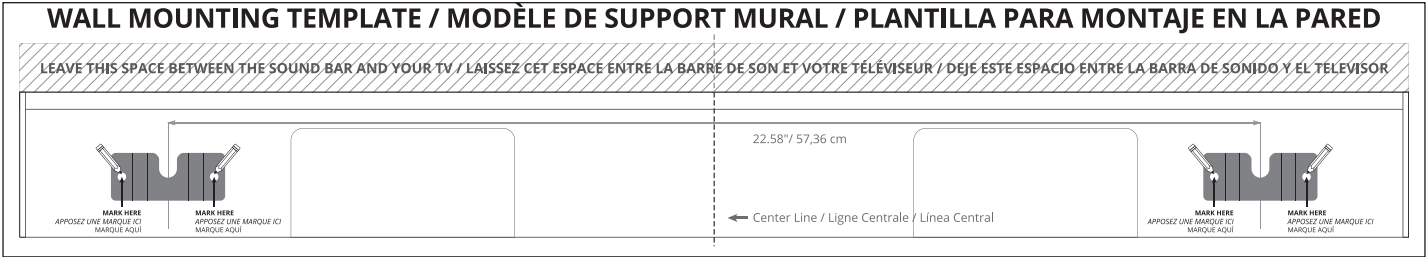 WALL MOUNTING TEMPLATE / MODÈLE DE SUPPORT MURAL / PLANTILLA PARA MONTAJE EN LA PARED
LEAVE THIS SPACE BETWEEN THE SOUND BAR AND YOUR TV / LAISSEZ CET ESPACE ENTRE LA BARRE DE SON ET VOTRE TÉLÉVISEUR / DEJE ESTE ESPACIO ENTRE LA BARRA DE SONIDO Y EL TELEVISOR
22.58"/ 57,36 cm
MARK HERE
APPOSEZ UNE MARQUE ICI
MARQUE AQUÍ
MARK HERE
APPOSEZ UNE MARQUE ICI
MARQUE AQUÍ
Center Line / Ligne Centrale / Línea Central
MARK HERE
APPOSEZ UNE MARQUE ICI
MARQUE AQUÍ
MARK HERE
APPOSEZ UNE MARQUE ICI
MARQUE AQUÍ